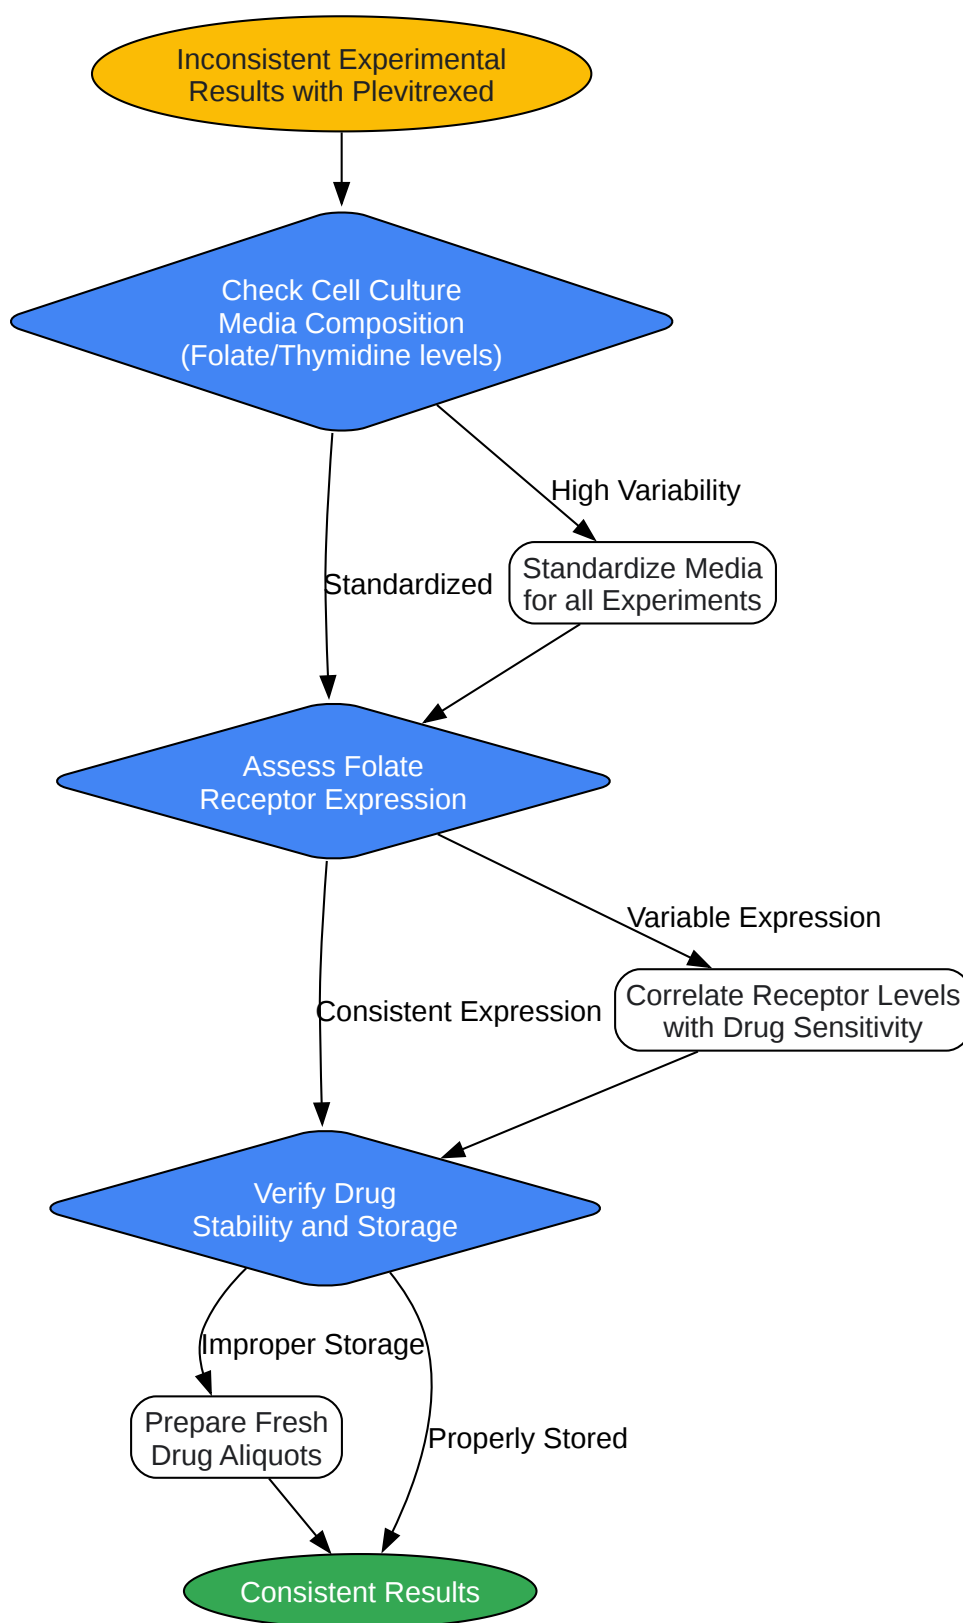 Inconsistent Experimental
Results with Plevitrexed
Check Cell Culture
Media Composition
(Folate/Thymidine levels)
High Variability
Standardized
Standardize Media
for all Experiments
Assess Folate
Receptor Expression
Variable Expression
Consistent Expression
Correlate Receptor Levels
with Drug Sensitivity
Verify Drug
Stability and Storage
Improper Storage
Prepare Fresh
Drug Aliquots
Properly Stored
Consistent Results